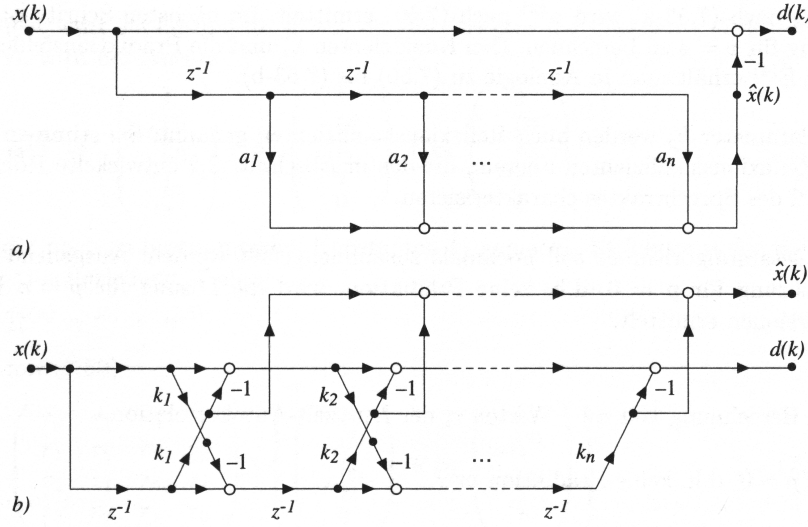 x(k) d(k)
-1
z-1 z-1 z-1
x̂(k)
a1 a2 ... an
a)
x̂(k)
x(k) d(k)
k1 -1 k2 -1 -1
k1 -1 k2 -1 ... kn
b) z-1 z-1 z-1